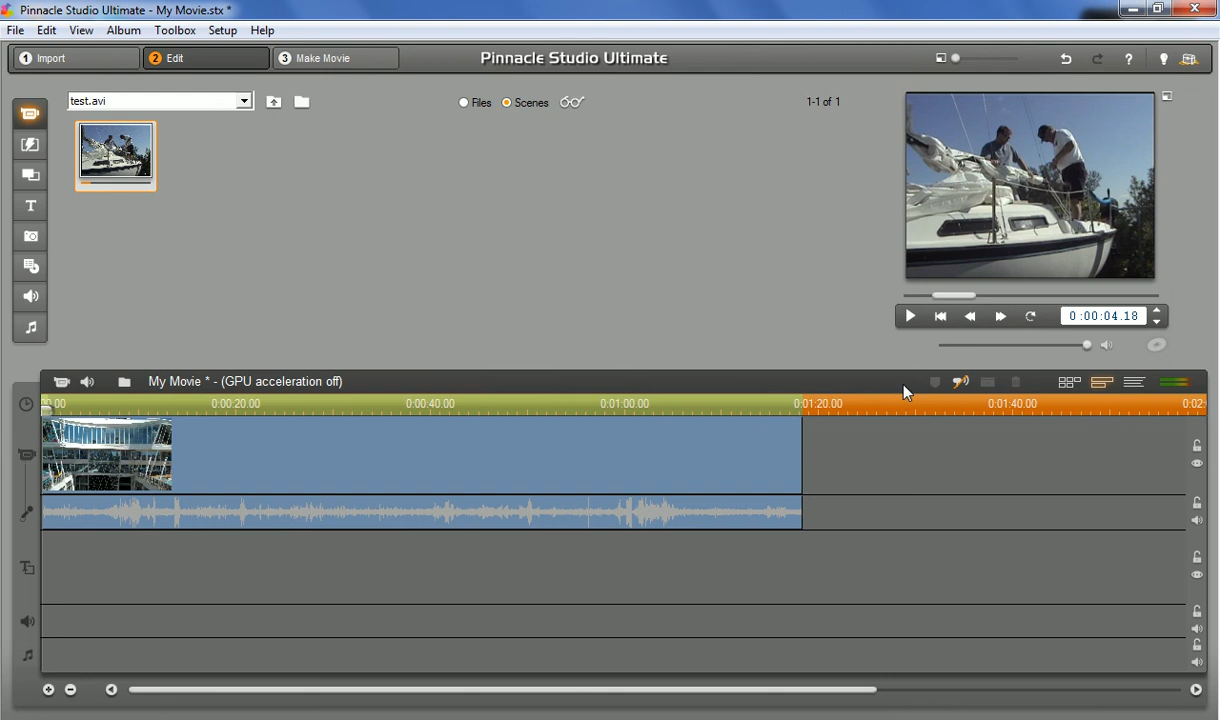 Pinnacle Studio Ultimate - My Movie.stx *
File Edit View Album Toolbox Setup Help
1 Import 2 Edit 3 Make Movie Pinnacle Studio Ultimate ?
test.avi Files Scenes 1-1 of 1
T
0:00:04.18
My Movie * - (GPU acceleration off)
0:00:20.00 0:00:40.00 0:01:00.00 0:01:20.00 0:01:40.00